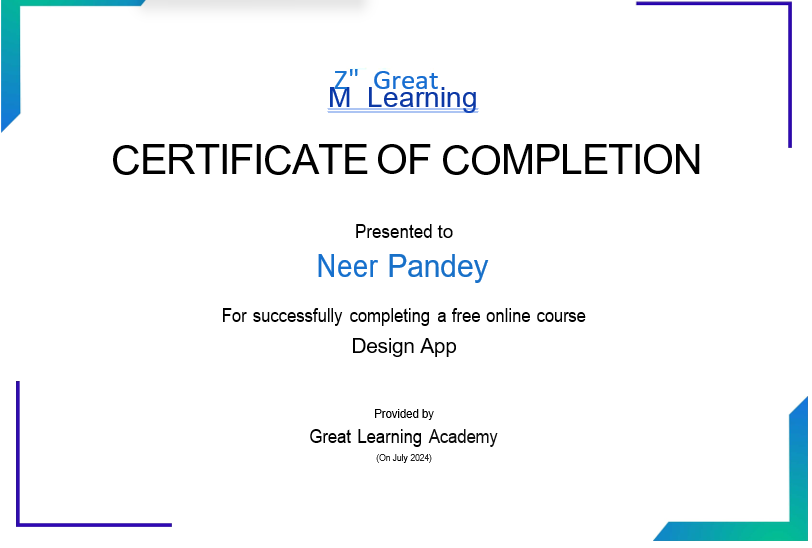 Z" Great
M Learning
CERTIFICATE OF COMPLETION
Presented to
Neer Pandey
For successfully completing a free online course
Design App
Provided by
Great Learning Academy
(On July 2024)